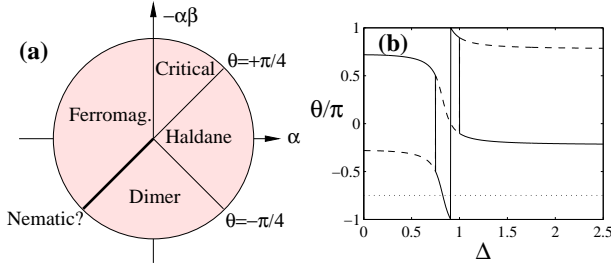 (a)
−αβ
Critical
θ=+π/4
Ferromag.
Haldane
α
Dimer
Nematic?
θ=−π/4
(b)
1
0.5
0
-0.5
-1
θ/π
0 0.5 1 1.5 2 2.5
Δ